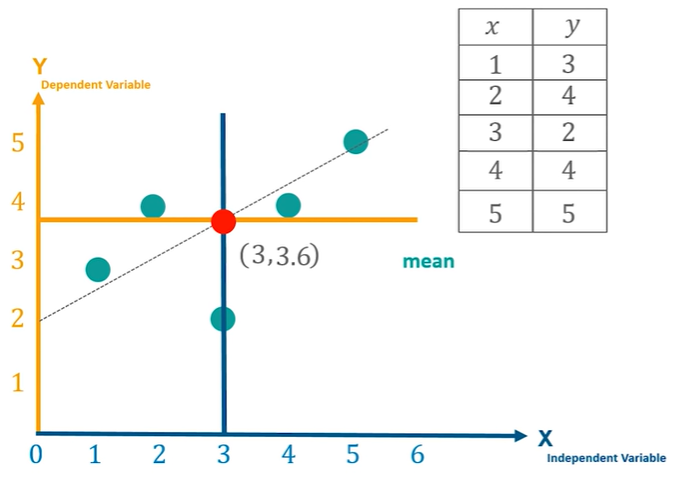 Y
Dependent Variable
5
4
3
2
1
(3,3.6)
mean
0 1 2 3 4 5 6
X
Independent Variable
x y
1 3
2 4
3 2
4 4
5 5